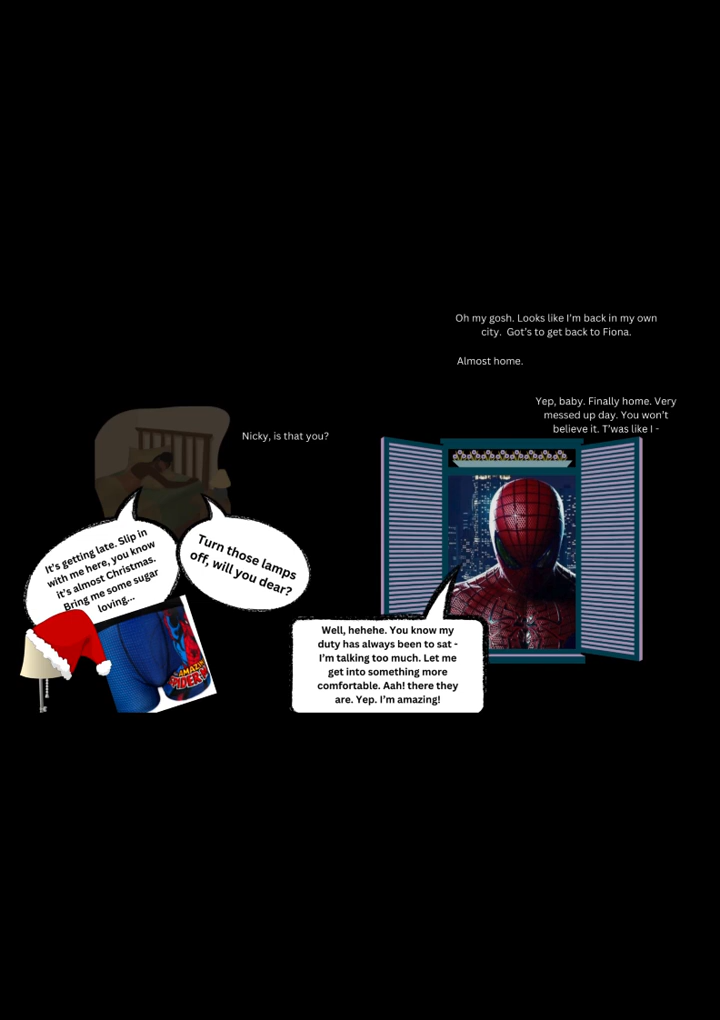 Oh my gosh. Looks like I'm back in my own
city. Got's to get back to Fiona.
Almost home.
Yep, baby. Finally home. Very
messed up day. You won't
believe it. T'was like I -
Nicky, is that you?
It's getting late. Slip in
with me here, you know
it's almost Christmas.
Bring me some sugar
loving...
Turn those lamps
off, will you dear?
Well, hehehe. You know my
duty has always been to sat -
I'm talking too much. Let me
get into something more
comfortable. Aah! there they
are. Yep. I'm amazing!
AMAZING
SPIDER-M